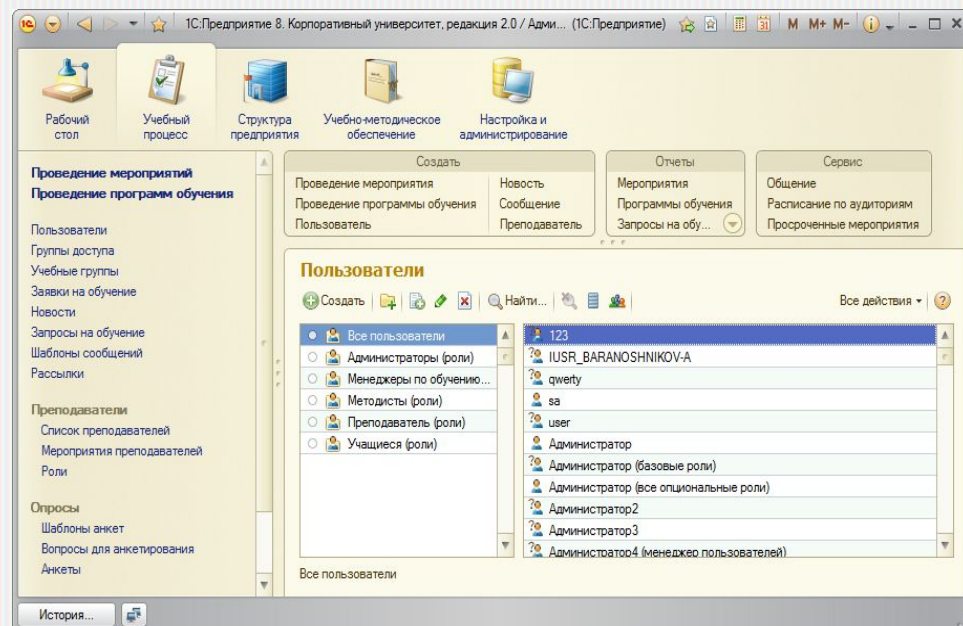 1С:Предприятие 8. Корпоративный университет, редакция 2.0 / Адми... (1С:Предприятие)
31
M M+ M-
Рабочий
стол
Учебный
процесс
Структура
предприятия
Учебно-методическое
обеспечение
Настройка и
администрирование
Проведение мероприятий
Проведение программ обучения
Пользователи
Группы доступа
Учебные группы
Заявки на обучение
Новости
Запросы на обучение
Шаблоны сообщений
Рассылки
Преподаватели
Список преподавателей
Мероприятия преподавателей
Роли
Опросы
Шаблоны анкет
Вопросы для анкетирования
Анкеты
Создать
Проведение мероприятия
Проведение программы обучения
Пользователь
Новость
Сообщение
Преподаватель
Отчеты
Мероприятия
Программы обучения
Запросы на обу...
Сервис
Общение
Расписание по аудиториям
Просроченные мероприятия
Пользователи
Создать
Найти...
Все действия
?
Все пользователи
Администраторы (роли)
Менеджеры по обучению...
Методисты (роли)
Преподаватель (роли)
Учащиеся (роли)
123
IUSR_BARANOSHNIKOV-A
qwerty
sa
user
Администратор
Администратор (базовые роли)
Администратор (все опциональные роли)
Администратор2
Администратор3
Администратор4 (менеджер пользователей)
Все пользователи
История...